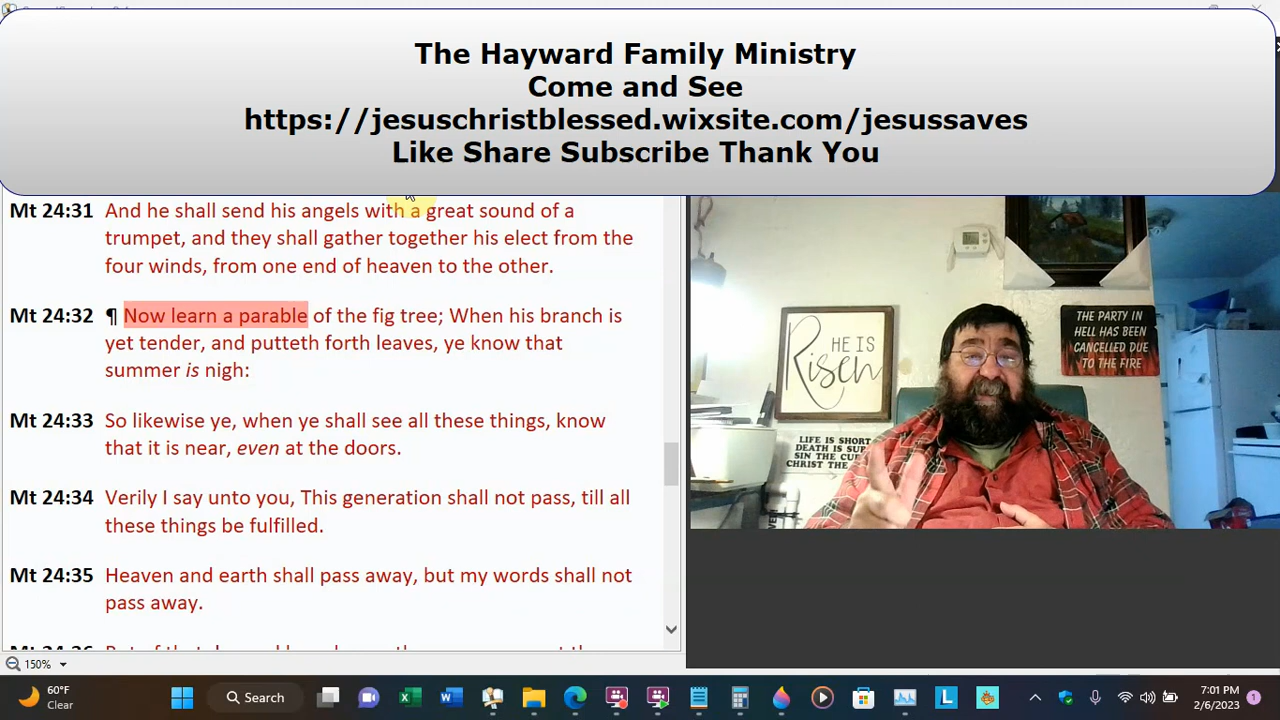 The Hayward Family Ministry
Come and See
https://jesuschristblessed.wixsite.com/jesussaves
Like Share Subscribe Thank You
Mt 24:31 And he shall send his angels with a great sound of a
trumpet, and they shall gather together his elect from the
four winds, from one end of heaven to the other.
Mt 24:32 ¶ Now learn a parable of the fig tree; When his branch is
yet tender, and putteth forth leaves, ye know that
summer is nigh:
Mt 24:33 So likewise ye, when ye shall see all these things, know
that it is near, even at the doors.
Mt 24:34 Verily I say unto you, This generation shall not pass, till all
these things be fulfilled.
Mt 24:35 Heaven and earth shall pass away, but my words shall not
pass away.
150%
HE IS
Risen
THE PARTY IN
HELL HAS BEEN
CANCELLED DUE
TO THE FIRE
LIFE IS SHORT
DEATH IS
SIN THE
CHRIST THE
60°F
Clear
Search
7:01 PM
2/6/2023
1